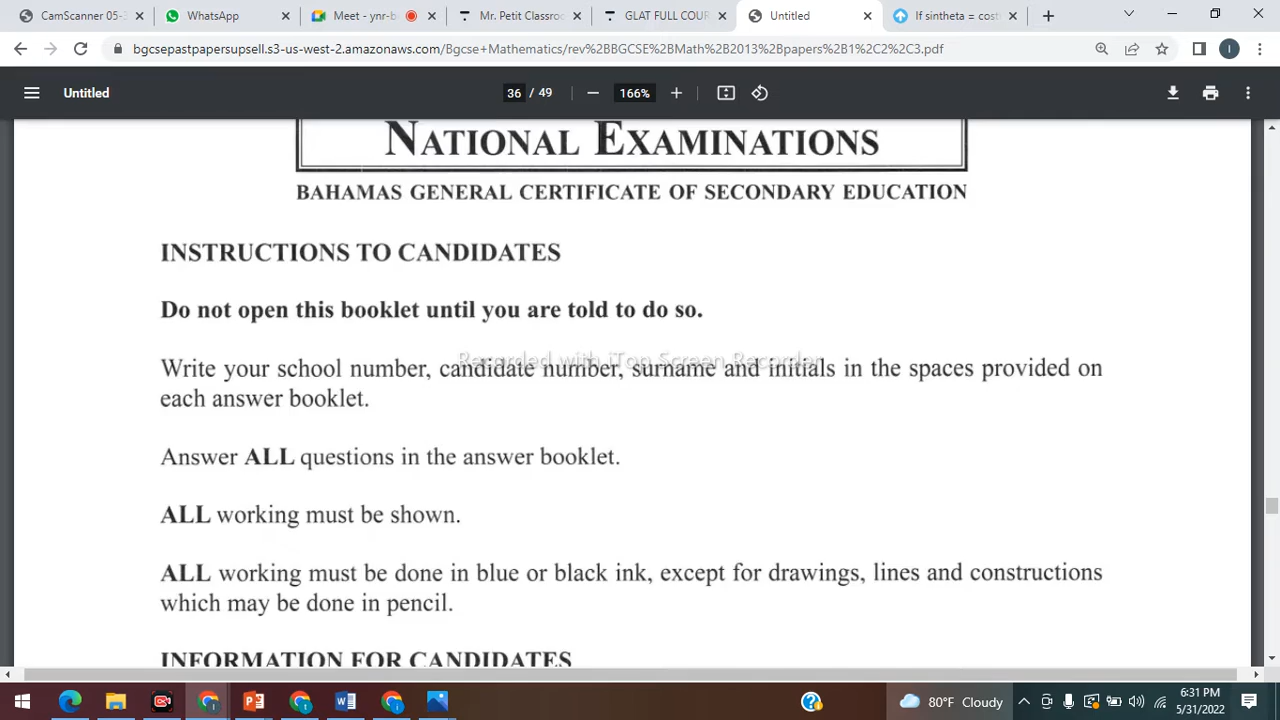 CamScanner 05-3
WhatsApp
Meet - ynr-b
Mr. Petit Classroo
GLAT FULL COUR
Untitled
If sintheta = cost
bgcsepastpapersupsell.s3-us-west-2.amazonaws.com/Bgcse+Mathematics/rev%2BBGCSE%2BMath%2B2013%2Bpapers%2B1%2C2%2C3.pdf
I
Untitled
36 / 49
166%
NATIONAL EXAMINATIONS
BAHAMAS GENERAL CERTIFICATE OF SECONDARY EDUCATION
INSTRUCTIONS TO CANDIDATES
Do not open this booklet until you are told to do so.
Recorded with iTop Screen Recorder
Write your school number, candidate number, surname and initials in the spaces provided on
each answer booklet.
Answer ALL questions in the answer booklet.
ALL working must be shown.
ALL working must be done in blue or black ink, except for drawings, lines and constructions
which may be done in pencil.
INFORMATION FOR CANDIDATES
80°F Cloudy
6:31 PM
5/31/2022